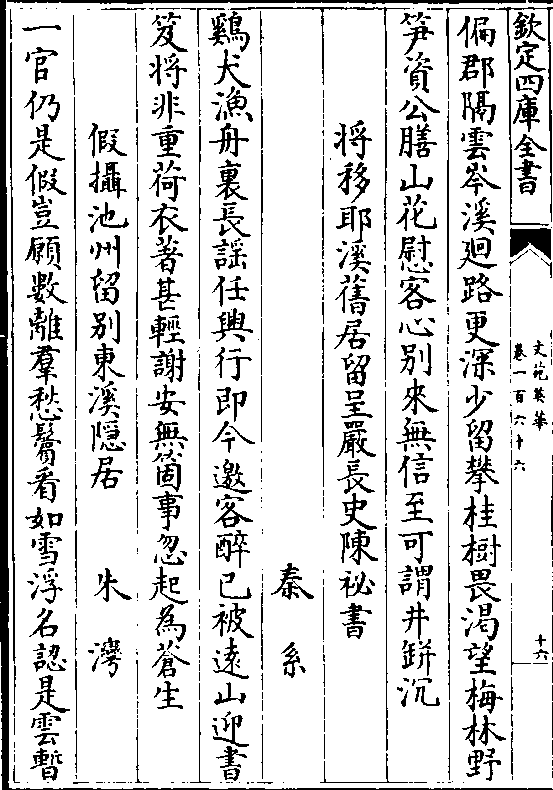 欽定四庫全書
文苑英華
卷一百六十六
十六
偏郡隔雲岑溪廻路更深少留攀桂樹畏渴望梅林野
笋資公膳山花慰客心別來無信至可謂井缾沉
將移耶溪舊居留呈嚴長史陳祕書
秦系
鷄犬漁舟裏長謡任興行即今邀客醉已被逺山迎書
笈將非重荷衣著甚輕謝安無箇事忽起為蒼生
假攝池州留別東溪隠居 朱灣
一官仍是假豈願數離羣愁鬢看如雪浮名認是雲暫